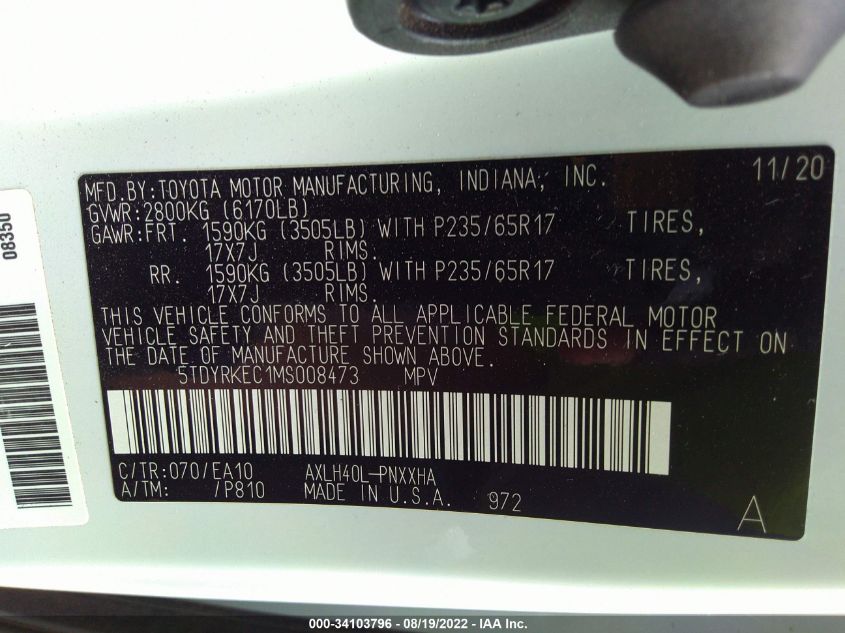 MFD.BY:TOYOTA MOTOR MANUFACTURING, INDIANA, INC. 11/20
GVWR:2800KG (6170LB)
GAWR:FRT. 1590KG (3505LB) WITH P235/65R17 TIRES,
17X7J RIMS.
RR. 1590KG (3505LB) WITH P235/65R17 TIRES,
17X7J RIMS.
THIS VEHICLE CONFORMS TO ALL APPLICABLE FEDERAL MOTOR
VEHICLE SAFETY AND THEFT PREVENTION STANDARDS IN EFFECT ON
THE DATE OF MANUFACTURE SHOWN ABOVE.
5TDYRKEC1MS008473 MPV
C/TR:070/EA10 AXLH40L-PNXXHA
A/TM: /P810 MADE IN U.S.A. 972 A
08350
000-34103796 - 08/19/2022 - IAA Inc.